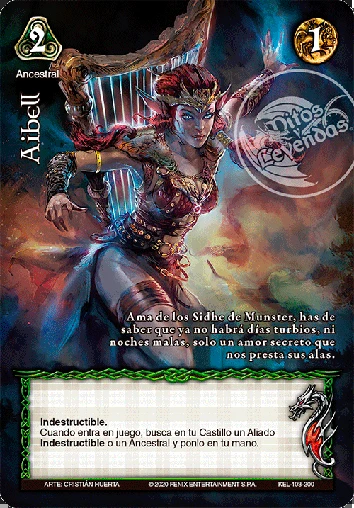 2
1
Ancestral
Aibell
Mitos y
Leyendas
Ama de los Sidhe de Munster, has de
saber que ya no habrá días turbios, ni
noches malas, solo un amor secreto que
nos presta sus alas.
Indestructible.
Cuando entra en juego, busca en tu Castillo un Aliado
Indestructible o un Ancestral y ponlo en tu mano.
ARTE: CRISTIÁN HUERTA
© 2020 FENIX ENTERTAINMENT S.P.A.